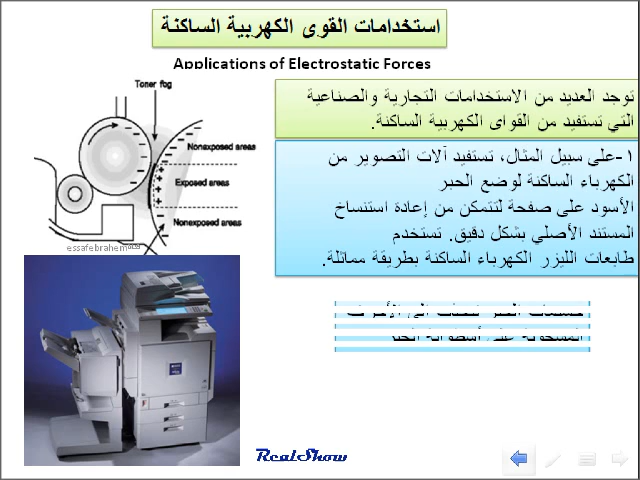 استخدامات القوى الكهربية الساكنة
Applications of Electrostatic Forces
توجد العديد من الاستخدامات التجارية والصناعية
التي تستفيد من القواى الكهربية الساكنة.
١-على سبيل المثال، تستفيد آلات التصوير من
الكهرباء الساكنة لوضع الحبر
الأسود على صفحة لتتمكن من إعادة استنساخ
المستند الأصلي بشكل دقيق. تستخدم
طابعات الليزر الكهرباء الساكنة بطريقة مماثلة.
Toner fog
Nonexposed areas
Exposed areas
Nonexposed areas
essafebrahem
RealShow